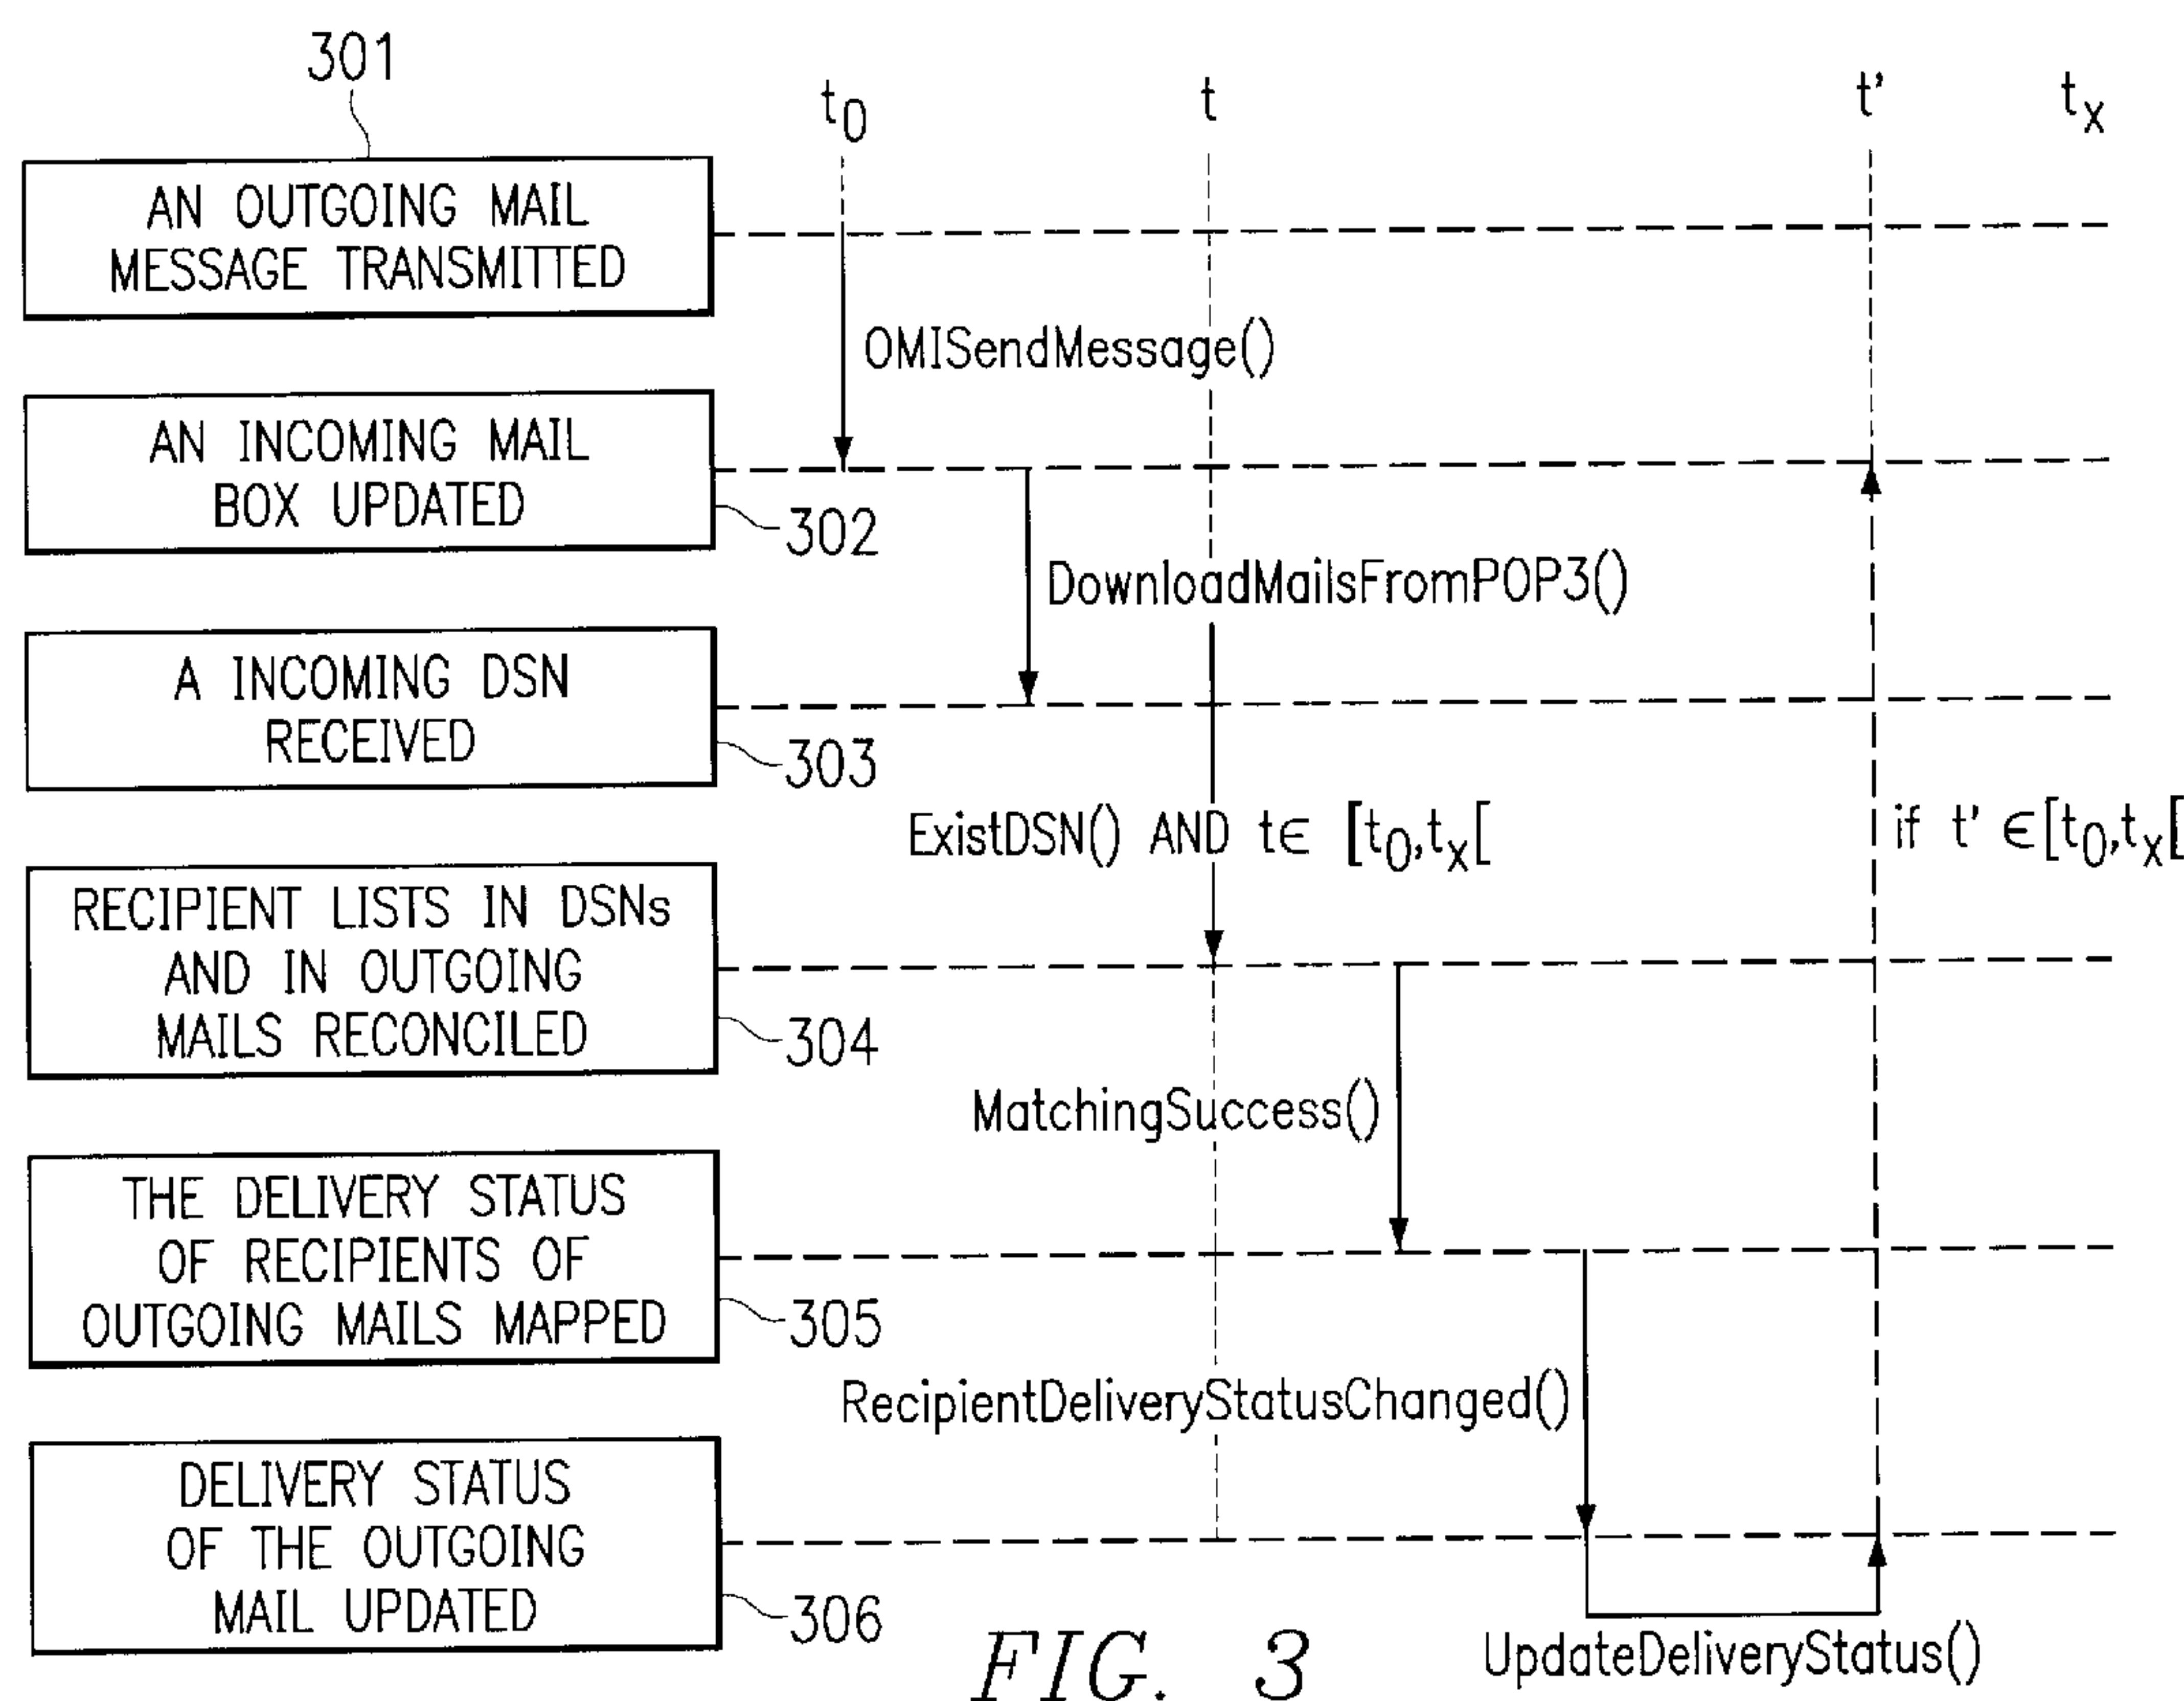 301
t0
t
t'
tx
AN OUTGOING MAIL
MESSAGE TRANSMITTED
OMISendMessage()
AN INCOMING MAIL
BOX UPDATED
302
DownloadMailsFromPOP3()
A INCOMING DSN
RECEIVED
303
ExistDSN() AND t∈ [t0,tx[
if t' ∈[t0,tx[
RECIPIENT LISTS IN DSNs
AND IN OUTGOING
MAILS RECONCILED
304
MatchingSuccess()
THE DELIVERY STATUS
OF RECIPIENTS OF
OUTGOING MAILS MAPPED
305
RecipientDeliveryStatusChanged()
DELIVERY STATUS
OF THE OUTGOING
MAIL UPDATED
306
UpdateDeliveryStatus()
FIG. 3